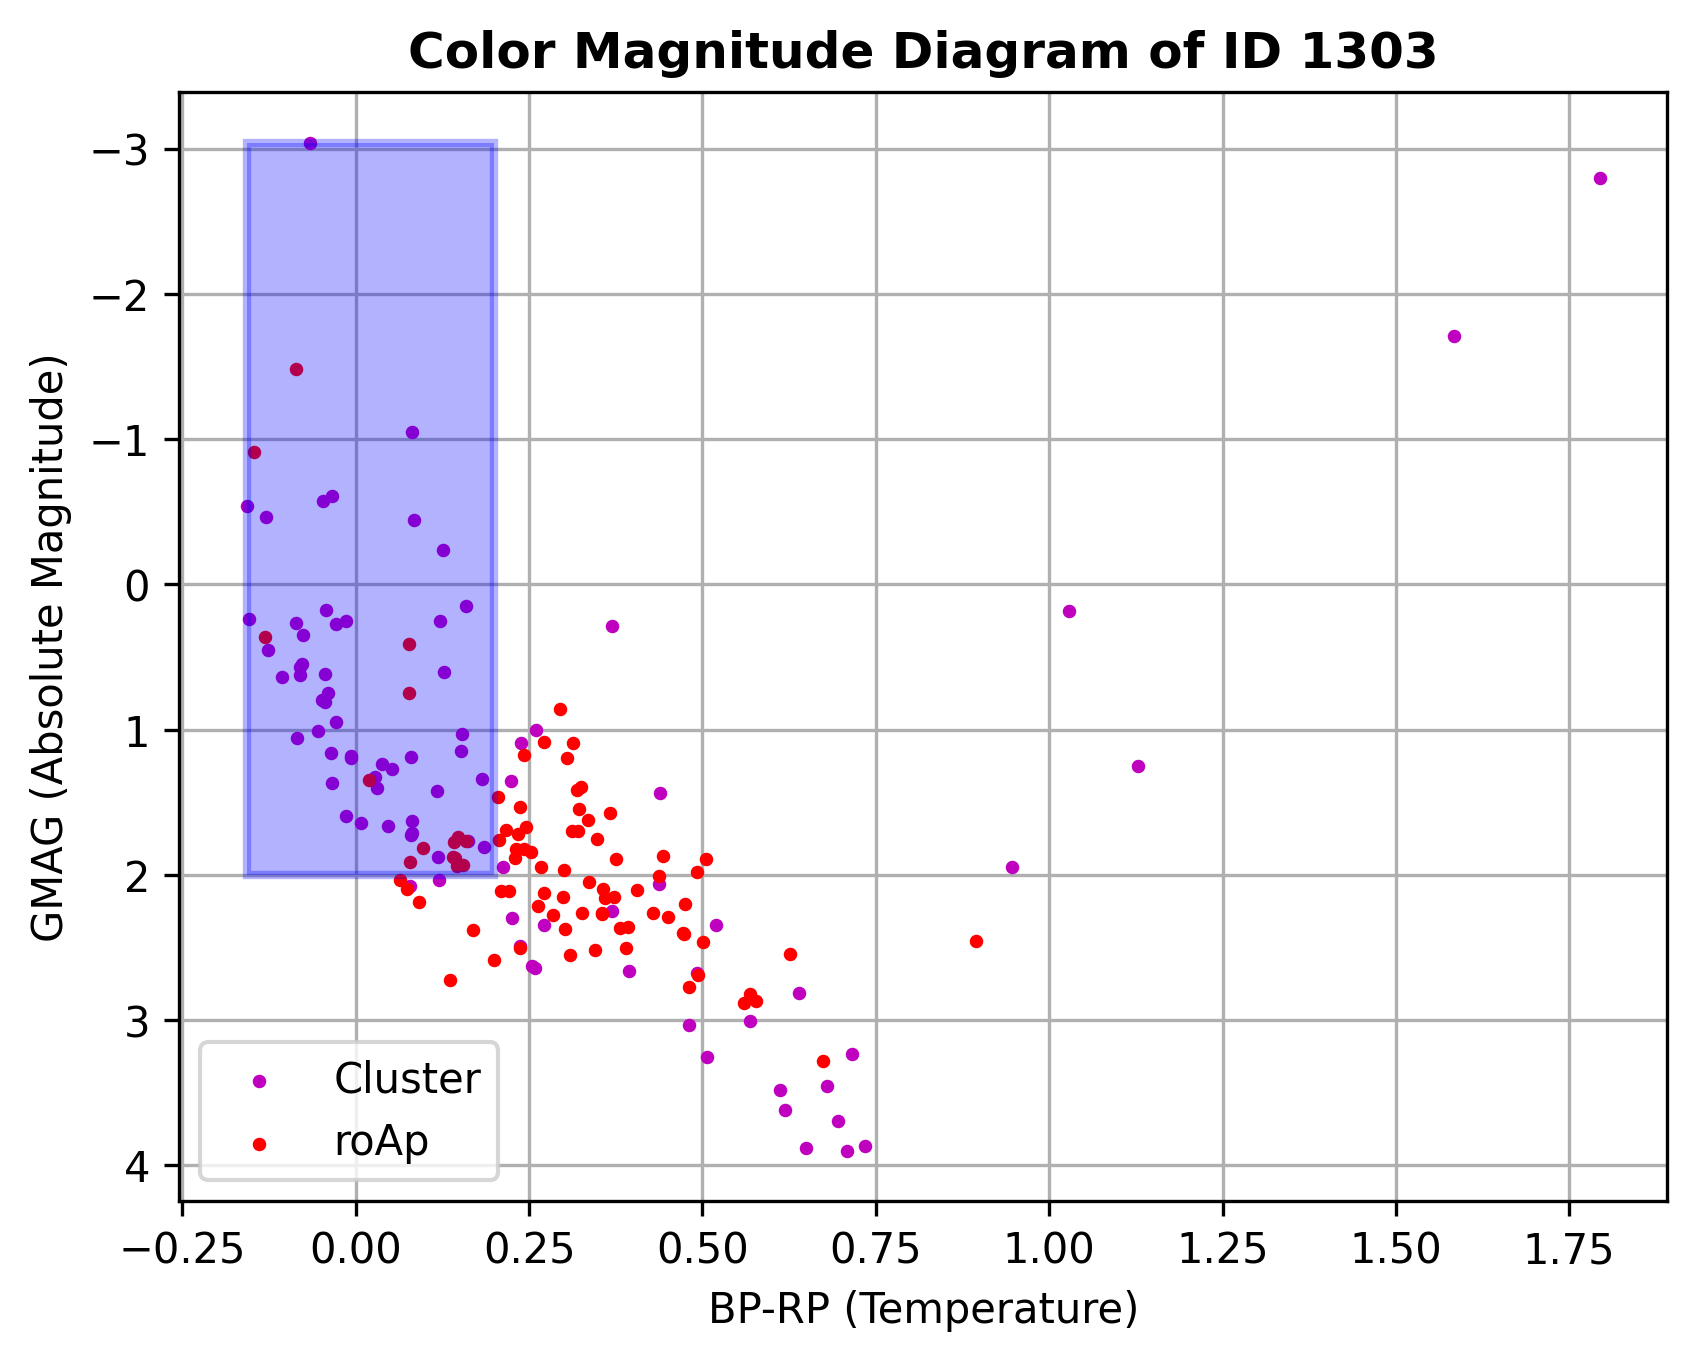 Color Magnitude Diagram of ID 1303
GMAG (Absolute Magnitude)
−3
−2
−1
0
1
2
3
4
Cluster
roAp
−0.25 0.00 0.25 0.50 0.75 1.00 1.25 1.50 1.75
BP-RP (Temperature)